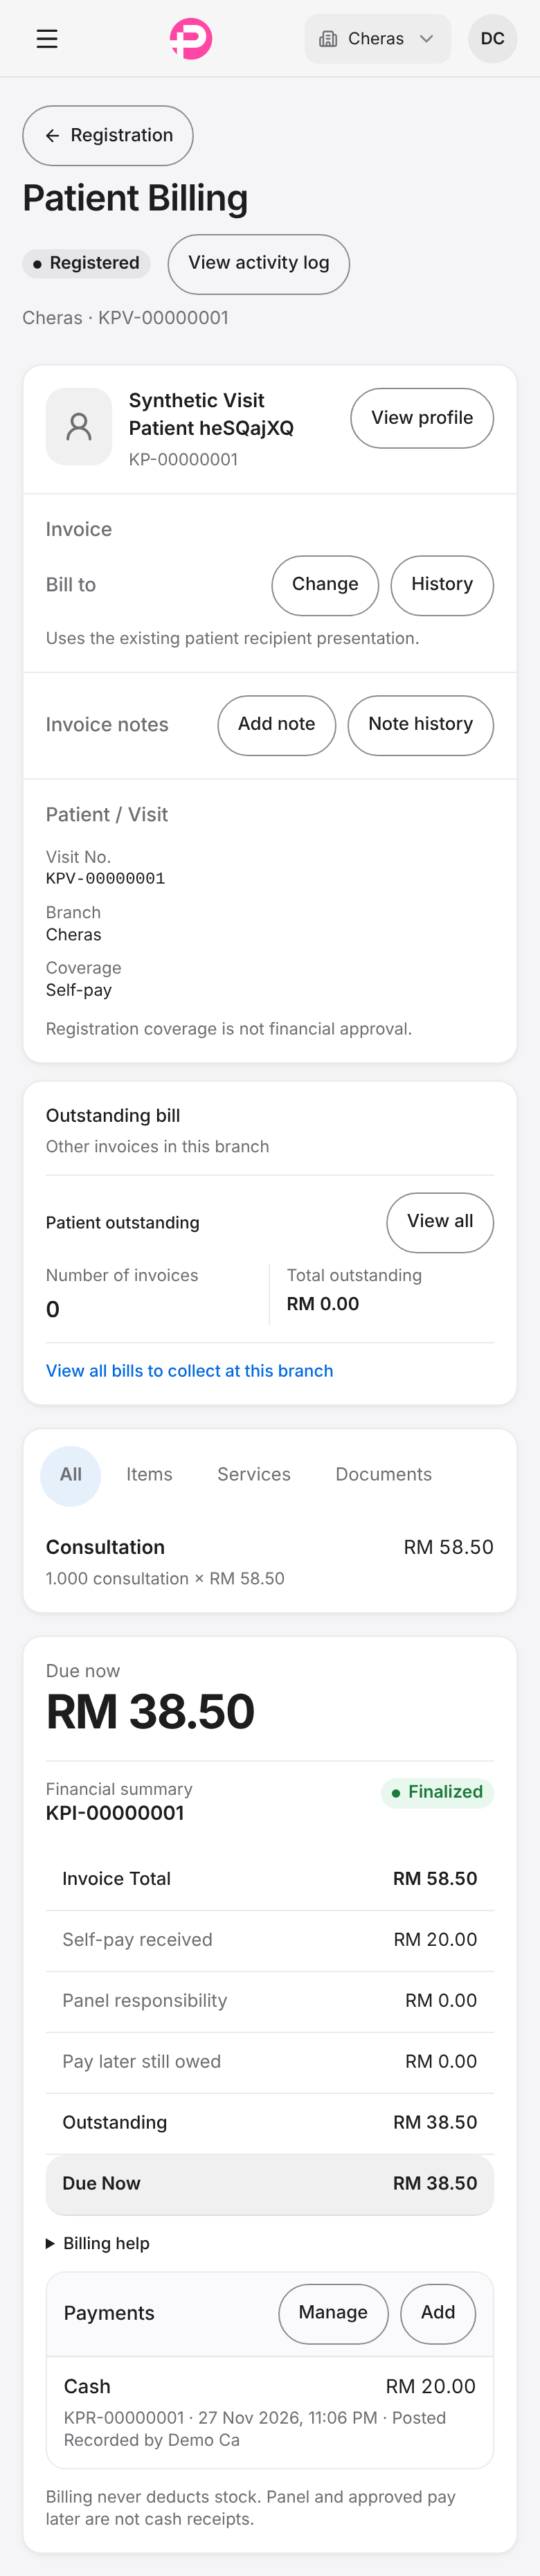 Cheras
DC
Registration
Patient Billing
Registered
View activity log
Cheras · KPV-00000001
Synthetic Visit
Patient heSQajXQ
KP-00000001
View profile
Invoice
Bill to
Change
History
Uses the existing patient recipient presentation.
Invoice notes
Add note
Note history
Patient / Visit
Visit No.
KPV-00000001
Branch
Cheras
Coverage
Self-pay
Registration coverage is not financial approval.
Outstanding bill
Other invoices in this branch
Patient outstanding
View all
Number of invoices
0
Total outstanding
RM 0.00
View all bills to collect at this branch
All Items Services Documents
Consultation RM 58.50
1.000 consultation × RM 58.50
Due now
RM 38.50
Financial summary
KPI-00000001
Finalized
Invoice Total RM 58.50
Self-pay received RM 20.00
Panel responsibility RM 0.00
Pay later still owed RM 0.00
Outstanding RM 38.50
Due Now RM 38.50
Billing help
Payments
Manage
Add
Cash RM 20.00
KPR-00000001 · 27 Nov 2026, 11:06 PM · Posted
Recorded by Demo Ca
Billing never deducts stock. Panel and approved pay
later are not cash receipts.